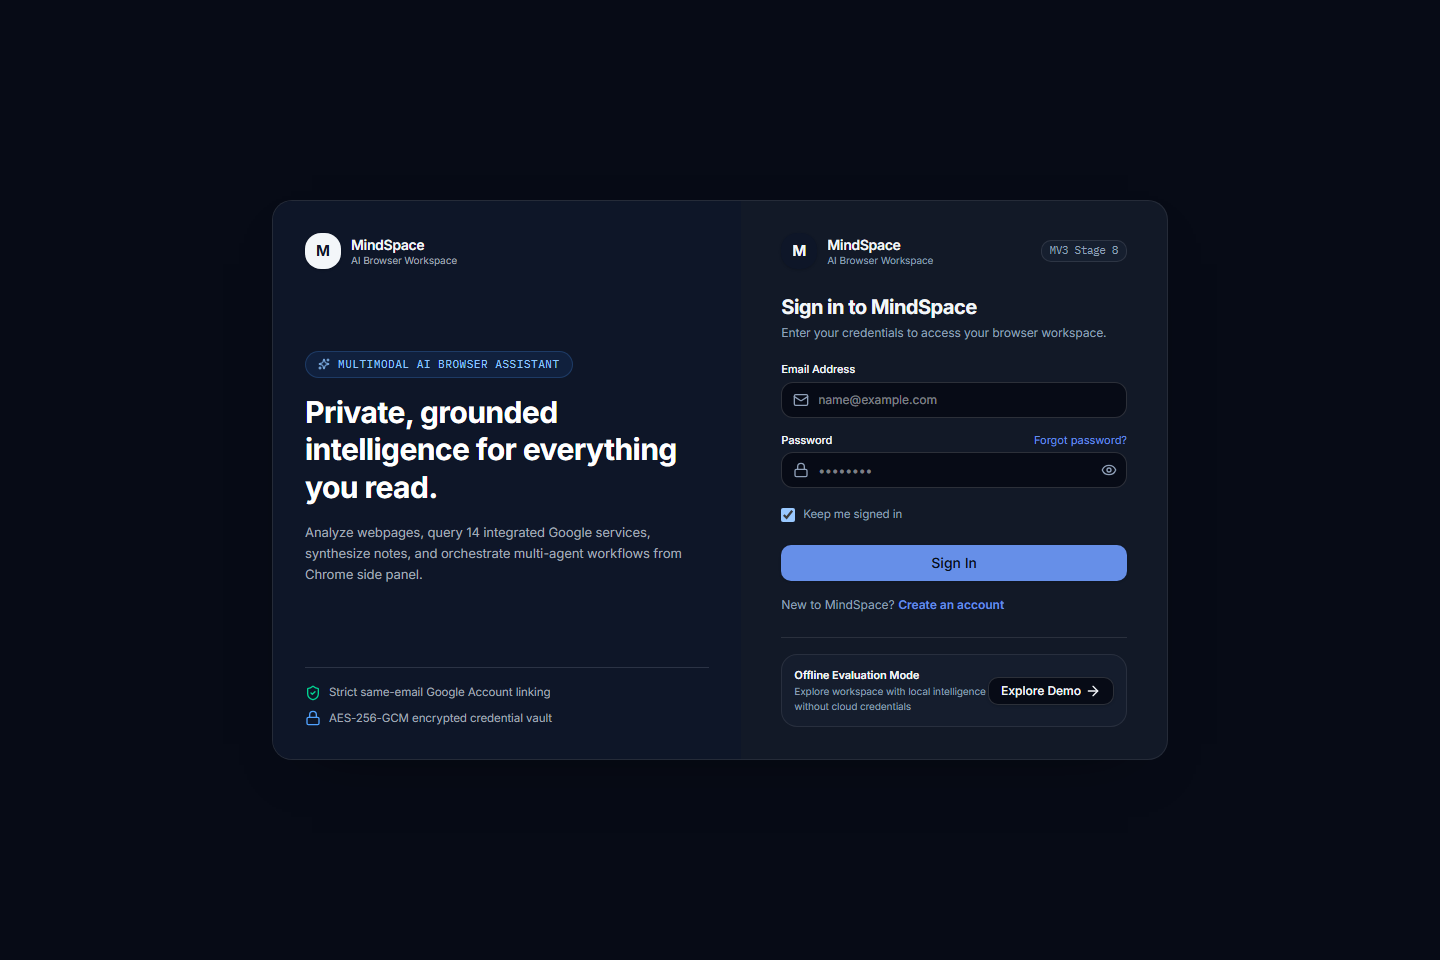 M
MindSpace
AI Browser Workspace
MULTIMODAL AI BROWSER ASSISTANT
Private, grounded
intelligence for everything
you read.
Analyze webpages, query 14 integrated Google services,
synthesize notes, and orchestrate multi-agent workflows from
Chrome side panel.
Strict same-email Google Account linking
AES-256-GCM encrypted credential vault
M
MindSpace
AI Browser Workspace
MV3 Stage 8
Sign in to MindSpace
Enter your credentials to access your browser workspace.
Email Address
name@example.com
Password
Forgot password?
••••••••
Keep me signed in
Sign In
New to MindSpace? Create an account
Offline Evaluation Mode
Explore workspace with local intelligence
without cloud credentials
Explore Demo →